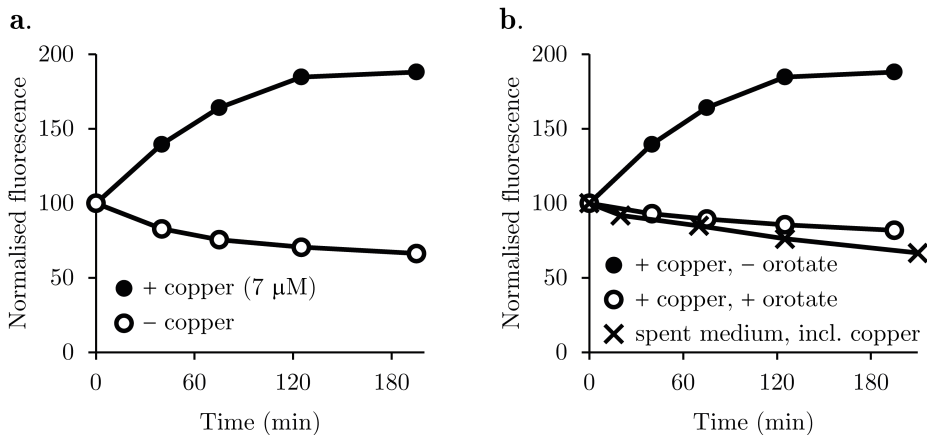 a.
Normalised fluorescence
200
150
100
50
0
+ copper (7 μM)
− copper
0 60 120 180
Time (min)
b.
Normalised fluorescence
200
150
100
50
0
+ copper, − orotate
+ copper, + orotate
spent medium, incl. copper
0 60 120 180
Time (min)